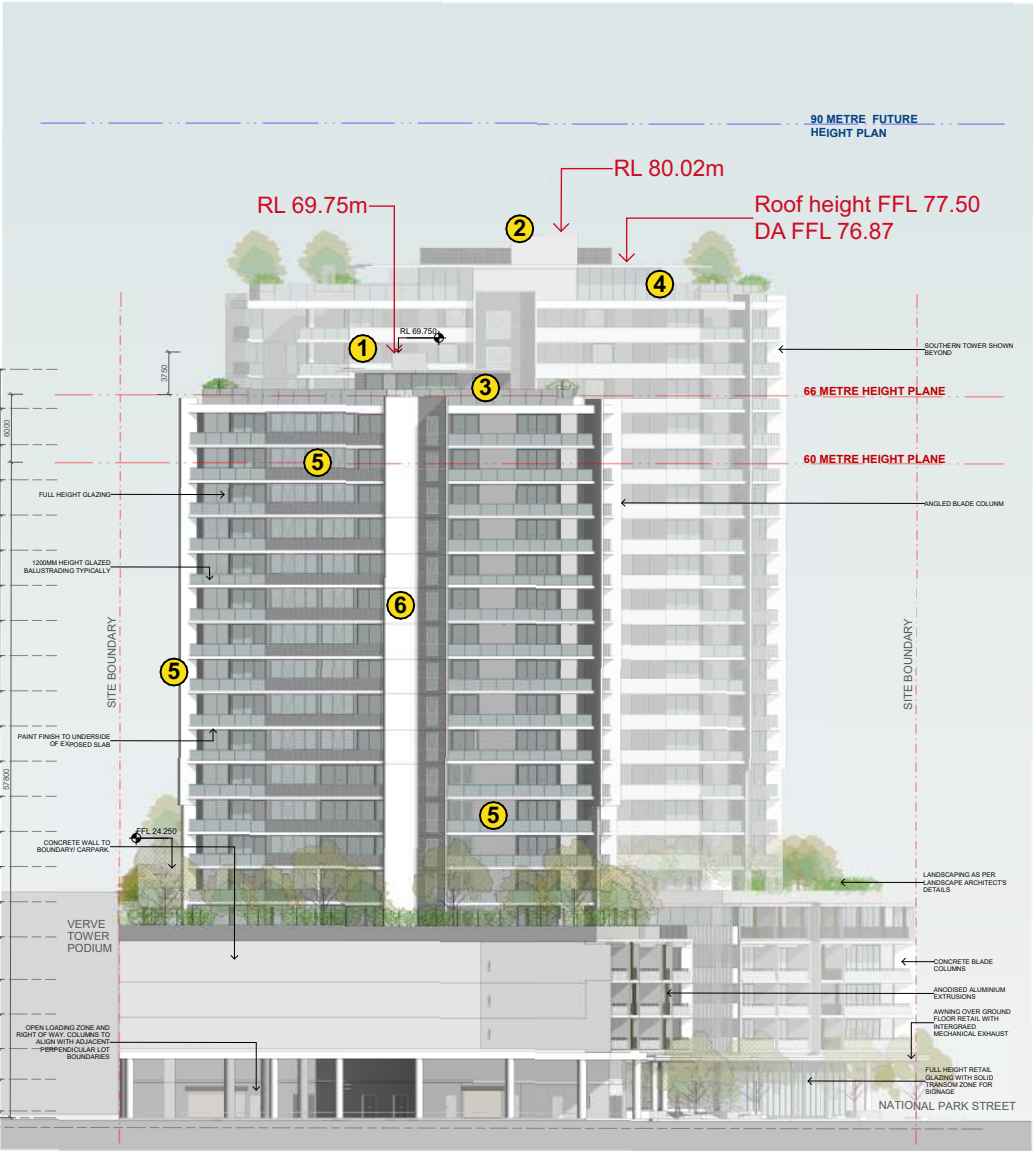 90 METRE FUTURE
HEIGHT PLAN
RL 80.02m
RL 69.75m
Roof height FFL 77.50
DA FFL 76.87
2
4
RL 69.750
1
SOUTHERN TOWER SHOWN
BEYOND
3750
3
66 METRE HEIGHT PLANE
6000
5
60 METRE HEIGHT PLANE
FULL HEIGHT GLAZING
ANGLED BLADE COLUNM
1200MM HEIGHT GLAZED
BALUSTRADING TYPICALLY
6
SITE BOUNDARY
SITE BOUNDARY
5
PAINT FINISH TO UNDERSIDE
OF EXPOSED SLAB
57800
5
FFL 24.250
CONCRETE WALL TO
BOUNDARY/ CARPARK.
LANDSCAPING AS PER
LANDSCAPE ARCHITECT'S
DETAILS
VERVE
TOWER
PODIUM
CONCRETE BLADE
COLUMNS
ANODISED ALUMINIUM
EXTRUSIONS
AWNING OVER GROUND
FLOOR RETAIL WITH
INTERGRAED
MECHANICAL EXHAUST
OPEN LOADING ZONE AND
RIGHT OF WAY. COLUMNS TO
ALIGN WITH ADJACENT
PERPENDICULAR LOT
BOUNDARIES
FULL HEIGHT RETAIL
GLAZING WITH SOLID
TRANSOM ZONE FOR
SIGNAGE
NATIONAL PARK STREET